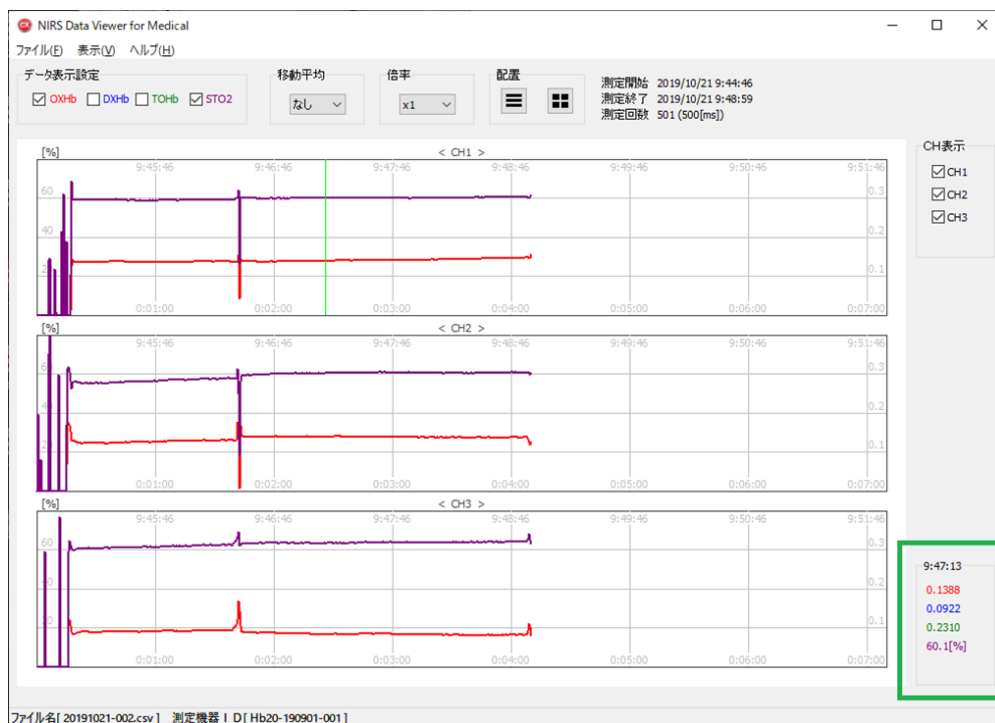 NIRS Data Viewer for Medical
ファイル(F) 表示(V) ヘルプ(H)
データ表示設定
OXHb DXHb TOHb STO2
移動平均
なし
倍率
x1
配置
測定開始 2019/10/21 9:44:46
測定終了 2019/10/21 9:48:59
測定回数 501 (500[ms])
[%] < CH1 >
9:45:46 9:46:46 9:47:46 9:48:46 9:49:46 9:50:46 9:51:46
60 0.3
40 0.2
0.1
0:01:00 0:02:00 0:03:00 0:04:00 0:05:00 0:06:00 0:07:00
[%] < CH2 >
9:45:46 9:46:46 9:47:46 9:48:46 9:49:46 9:50:46 9:51:46
0.3
0.2
0.1
0:01:00 0:02:00 0:03:00 0:04:00 0:05:00 0:06:00 0:07:00
[%] < CH3 >
9:45:46 9:46:46 9:47:46 9:48:46 9:49:46 9:50:46 9:51:46
60 0.3
0.2
0.1
0:01:00 0:02:00 0:03:00 0:04:00 0:05:00 0:06:00 0:07:00
CH表示
CH1
CH2
CH3
9:47:13
0.1388
0.0922
0.2310
60.1[%]
ファイル名[ 20191021-002.csv ] 測定機器ＩＤ[ Hb20-190901-001 ]